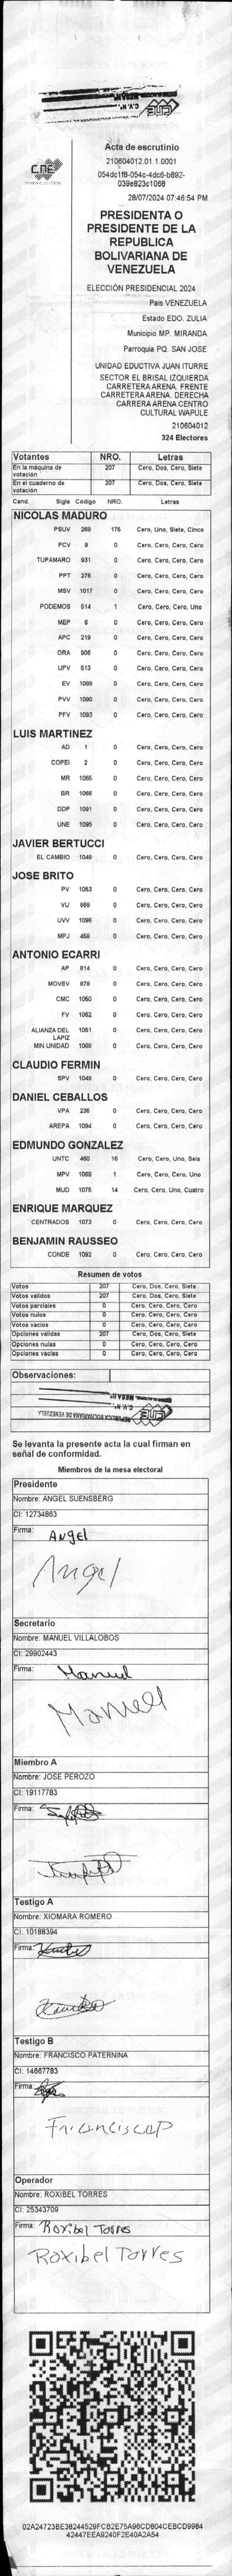 CNE
Acta de escrutinio
210604012.01.1.0001
054dc1f8-054c-4dc6-b892-
039e823c1068
28/07/2024 07:46:54 PM
PRESIDENTA O
PRESIDENTE DE LA
REPUBLICA
BOLIVARIANA DE
VENEZUELA
ELECCIÓN PRESIDENCIAL 2024
Pais VENEZUELA
Estado EDO. ZULIA
Municipio MP. MIRANDA
Parroquia PQ. SAN JOSE
UNIDAD EDUCTIVA JUAN ITURRE
SECTOR EL BRISAL IZQUIERDA
CARRETERA ARENA. FRENTE
CARRETERA ARENA. DERECHA
CARRERA ARENA CENTRO
CULTURAL WAPULE
210604012
324 Electores
Votantes NRO. Letras
En la máquina de votación 207 Cero, Dos, Cero, Siete
En el cuaderno de votación 207 Cero, Dos, Cero, Siete
Cand. Sigla Código NRO. Letras
NICOLAS MADURO
PSUV 269 175 Cero, Uno, Siete, Cinco
PCV 9 0 Cero, Cero, Cero, Cero
TUPAMARO 931 0 Cero, Cero, Cero, Cero
PPT 276 0 Cero, Cero, Cero, Cero
MSV 1017 0 Cero, Cero, Cero, Cero
PODEMOS 514 1 Cero, Cero, Cero, Uno
MEP 6 0 Cero, Cero, Cero, Cero
APC 219 0 Cero, Cero, Cero, Cero
ORA 906 0 Cero, Cero, Cero, Cero
UPV 513 0 Cero, Cero, Cero, Cero
EV 1089 0 Cero, Cero, Cero, Cero
PVV 1090 0 Cero, Cero, Cero, Cero
PFV 1093 0 Cero, Cero, Cero, Cero
LUIS MARTINEZ
AD 1 0 Cero, Cero, Cero, Cero
COPEI 2 0 Cero, Cero, Cero, Cero
MR 1065 0 Cero, Cero, Cero, Cero
BR 1066 0 Cero, Cero, Cero, Cero
DDP 1091 0 Cero, Cero, Cero, Cero
UNE 1095 0 Cero, Cero, Cero, Cero
JAVIER BERTUCCI
EL CAMBIO 1048 0 Cero, Cero, Cero, Cero
JOSE BRITO
PV 1053 0 Cero, Cero, Cero, Cero
VU 868 0 Cero, Cero, Cero, Cero
UVV 1096 0 Cero, Cero, Cero, Cero
MPJ 458 0 Cero, Cero, Cero, Cero
ANTONIO ECARRI
AP 814 0 Cero, Cero, Cero, Cero
MOVEV 878 0 Cero, Cero, Cero, Cero
CMC 1050 0 Cero, Cero, Cero, Cero
FV 1052 0 Cero, Cero, Cero, Cero
ALIANZA DEL LAPIZ 1051 0 Cero, Cero, Cero, Cero
MIN UNIDAD 1088 0 Cero, Cero, Cero, Cero
CLAUDIO FERMIN
SPV 1049 0 Cero, Cero, Cero, Cero
DANIEL CEBALLOS
VPA 236 0 Cero, Cero, Cero, Cero
AREPA 1094 0 Cero, Cero, Cero, Cero
EDMUNDO GONZALEZ
UNTC 460 16 Cero, Cero, Uno, Seis
MPV 1069 1 Cero, Cero, Cero, Uno
MUD 1075 14 Cero, Cero, Uno, Cuatro
ENRIQUE MARQUEZ
CENTRADOS 1073 0 Cero, Cero, Cero, Cero
BENJAMIN RAUSSEO
CONDE 1092 0 Cero, Cero, Cero, Cero
Resumen de votos
Votos 207 Cero, Dos, Cero, Siete
Votos validos 207 Cero, Dos, Cero, Siete
Votos parciales 0 Cero, Cero, Cero, Cero
Votos nulos 0 Cero, Cero, Cero, Cero
Votos vacios 0 Cero, Cero, Cero, Cero
Opciones validas 207 Cero, Dos, Cero, Siete
Opciones nulas 0 Cero, Cero, Cero, Cero
Opciones vacias 0 Cero, Cero, Cero, Cero
Observaciones:
REPUBLICA BOLIVARIANA DE VENEZUELA
CNE
Se levanta la presente acta la cual firman en
señal de conformidad.
Miembros de la mesa electoral
Presidente
Nombre: ANGEL SUENSBERG
CI: 12734863
Firma: Angel
Angel
Secretario
Nombre: MANUEL VILLALOBOS
CI: 29902443
Firma: Manuel
Manuel
Miembro A
Nombre: JOSE PEROZO
CI: 19117783
Firma:
Testigo A
Nombre: XIOMARA ROMERO
CI: 10188394
Firma:
Testigo B
Nombre: FRANCISCO PATERNINA
CI: 14667783
Firma:
Francisco P
Operador
Nombre: ROXIBEL TORRES
CI: 25343709
Firma: Roxibel Torres
Roxibel Torres
02A24723BE38244529FCB2E75A96CD804CEBCD9984
42447EEA9240F2E40A2A54